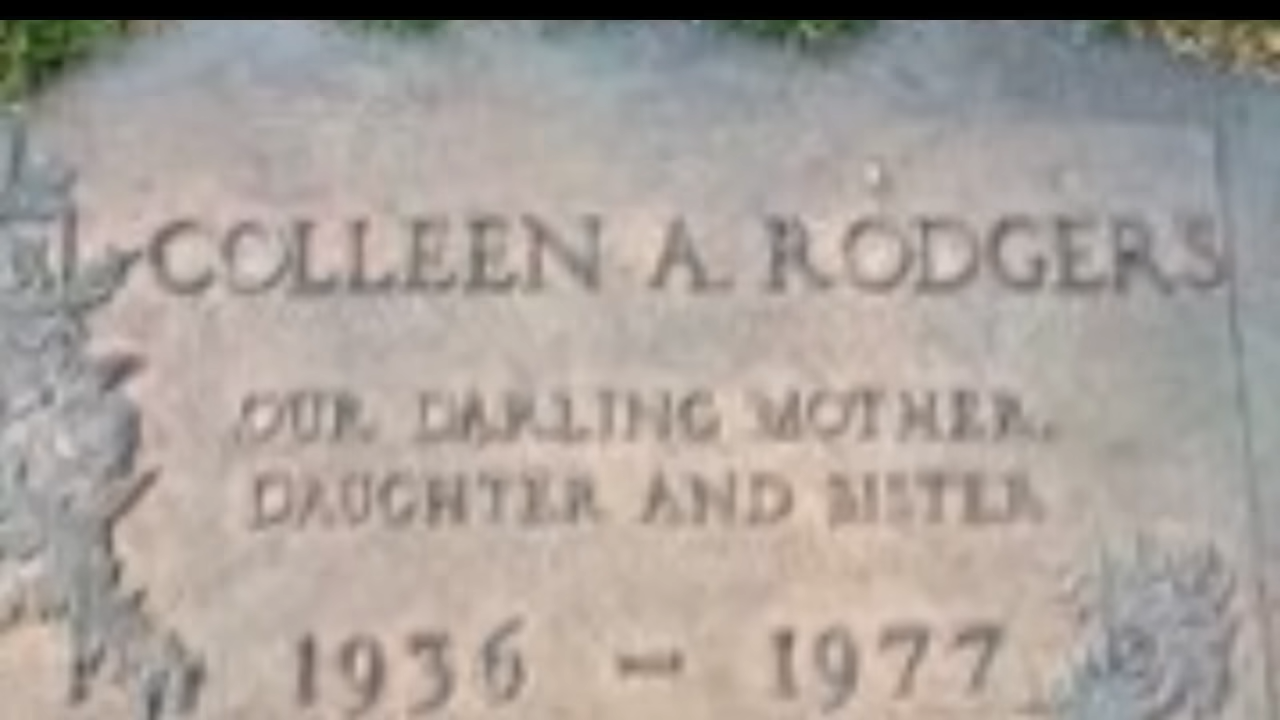 COLLEEN A. RODGERS
OUR DARLING MOTHER,
DAUGHTER AND SISTER
1936 - 1977